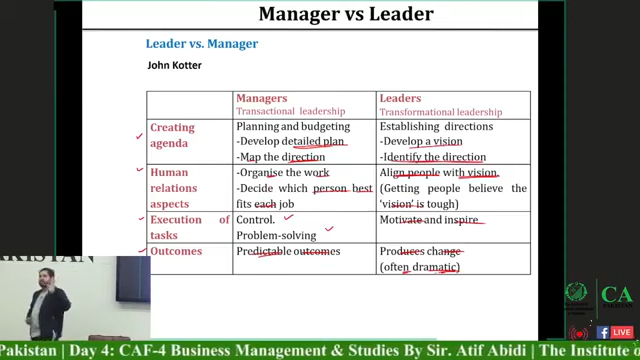 Manager vs Leader
Leader vs. Manager
John Kotter
Managers
Transactional leadership
Leaders
Transformational leadership
Creating agenda
Planning and budgeting
-Develop detailed plan
-Map the direction
Establishing directions
-Develop a vision
-Identify the direction
Human relations aspects
-Organise the work
-Decide which person best
fits each job
Align people with vision
(Getting people believe the
'vision' is tough)
Execution of tasks
Control.
Problem-solving
Motivate and inspire
Outcomes
Predictable outcomes
Produces change
(often dramatic)
KISTAN
CA
PAKISTAN
LIVE
Pakistan | Day 4: CAF-4 Business Management & Studies By Sir. Atif Abidi | The Institute o